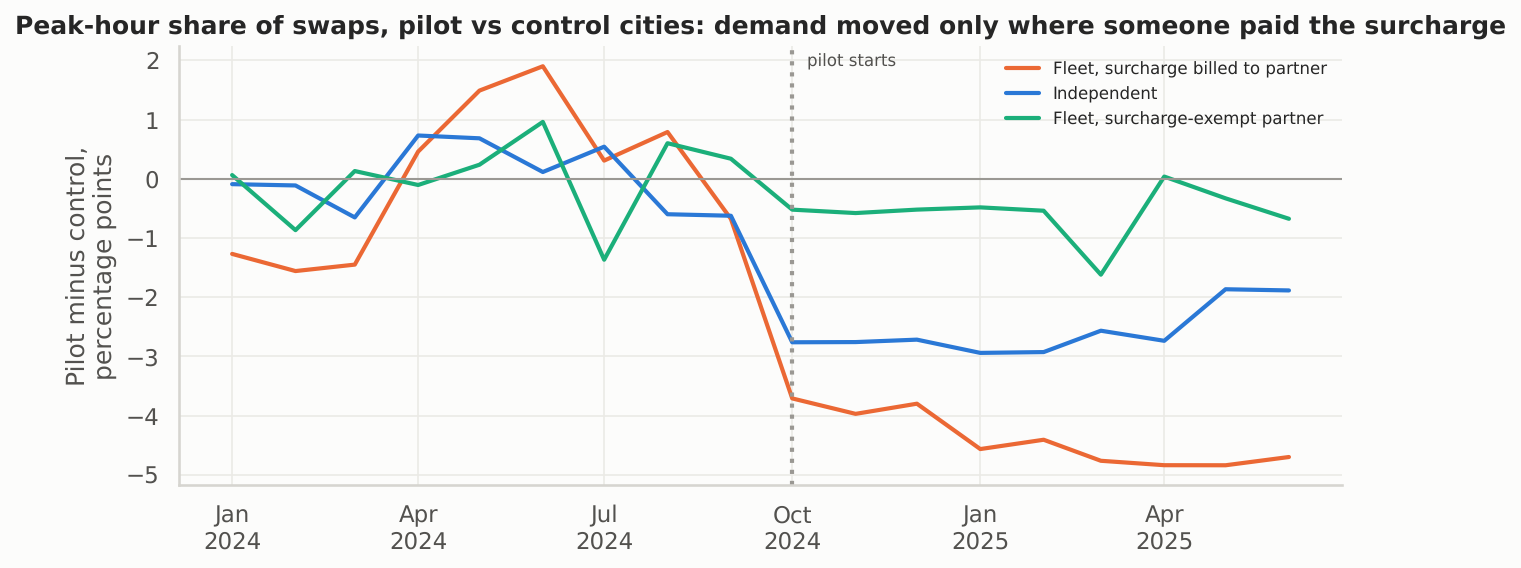 Peak-hour share of swaps, pilot vs control cities: demand moved only where someone paid the surcharge
pilot starts
Fleet, surcharge billed to partner
Independent
Fleet, surcharge-exempt partner
Pilot minus control,
percentage points
2
1
0
−1
−2
−3
−4
−5
Jan
2024
Apr
2024
Jul
2024
Oct
2024
Jan
2025
Apr
2025